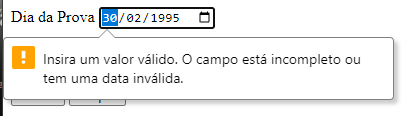 Dia da Prova 30/02/1995
Insira um valor válido. O campo está incompleto ou
tem uma data inválida.